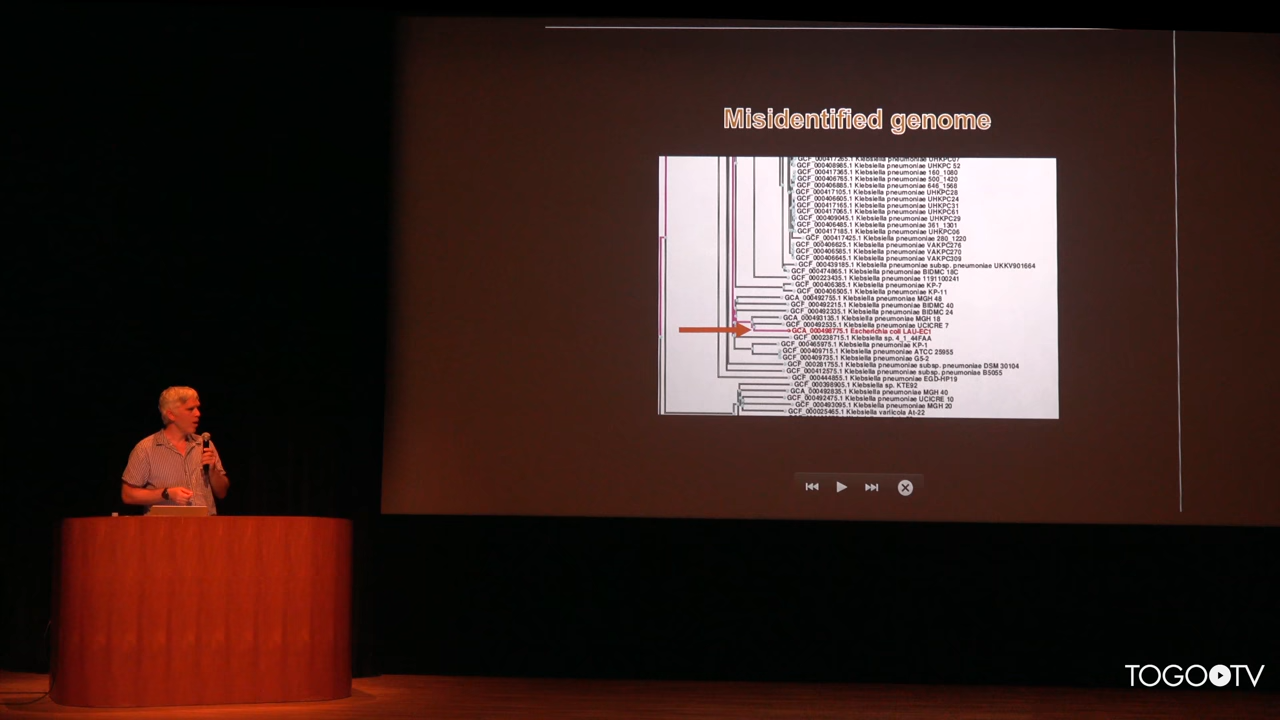 Misidentified genome
GCF_000417265.1 Klebsiella pneumoniae UHKPC07
GCF_000408985.1 Klebsiella pneumoniae UHKPC 52
GCF_000417365.1 Klebsiella pneumoniae 160_1080
GCF_000406765.1 Klebsiella pneumoniae 500_1420
GCF_000406885.1 Klebsiella pneumoniae 646_1568
GCF_000417105.1 Klebsiella pneumoniae UHKPC28
GCF_000406605.1 Klebsiella pneumoniae UHKPC24
GCF_000417165.1 Klebsiella pneumoniae UHKPC31
GCF_000417065.1 Klebsiella pneumoniae UHKPC61
GCF_000409045.1 Klebsiella pneumoniae UHKPC29
GCF_000406485.1 Klebsiella pneumoniae 361_1301
GCF_000417185.1 Klebsiella pneumoniae UHKPC06
GCF_000417425.1 Klebsiella pneumoniae 280_1220
GCF_000406625.1 Klebsiella pneumoniae VAKPC276
GCF_000406585.1 Klebsiella pneumoniae VAKPC270
GCF_000406645.1 Klebsiella pneumoniae VAKPC309
GCF_000439185.1 Klebsiella pneumoniae subsp. pneumoniae UKKV901664
GCF_000474865.1 Klebsiella pneumoniae BIDMC 18C
GCF_000223435.1 Klebsiella pneumoniae 1191100241
GCF_000406385.1 Klebsiella pneumoniae KP-7
GCF_000406505.1 Klebsiella pneumoniae KP-11
GCA_000492755.1 Klebsiella pneumoniae MGH 48
GCF_000492215.1 Klebsiella pneumoniae BIDMC 40
GCF_000492335.1 Klebsiella pneumoniae BIDMC 24
GCA_000493135.1 Klebsiella pneumoniae MGH 18
GCF_000492535.1 Klebsiella pneumoniae UCICRE 7
GCA_000498775.1 Escherichia coli LAU-EC1
GCF_000238715.1 Klebsiella sp. 4_1_44FAA
GCF_000465975.1 Klebsiella pneumoniae KP-1
GCF_000409715.1 Klebsiella pneumoniae ATCC 25955
GCF_000409735.1 Klebsiella pneumoniae G5-2
GCF_000281755.1 Klebsiella pneumoniae subsp. pneumoniae DSM 30104
GCF_000412575.1 Klebsiella pneumoniae subsp. pneumoniae B5055
GCF_000444855.1 Klebsiella pneumoniae EGD-HP19
GCF_000398905.1 Klebsiella sp. KTE92
GCA_000492835.1 Klebsiella pneumoniae MGH 40
GCF_000492475.1 Klebsiella pneumoniae UCICRE 10
GCF_000493095.1 Klebsiella pneumoniae MGH 20
GCF_000025465.1 Klebsiella variicola At-22
TOGO TV